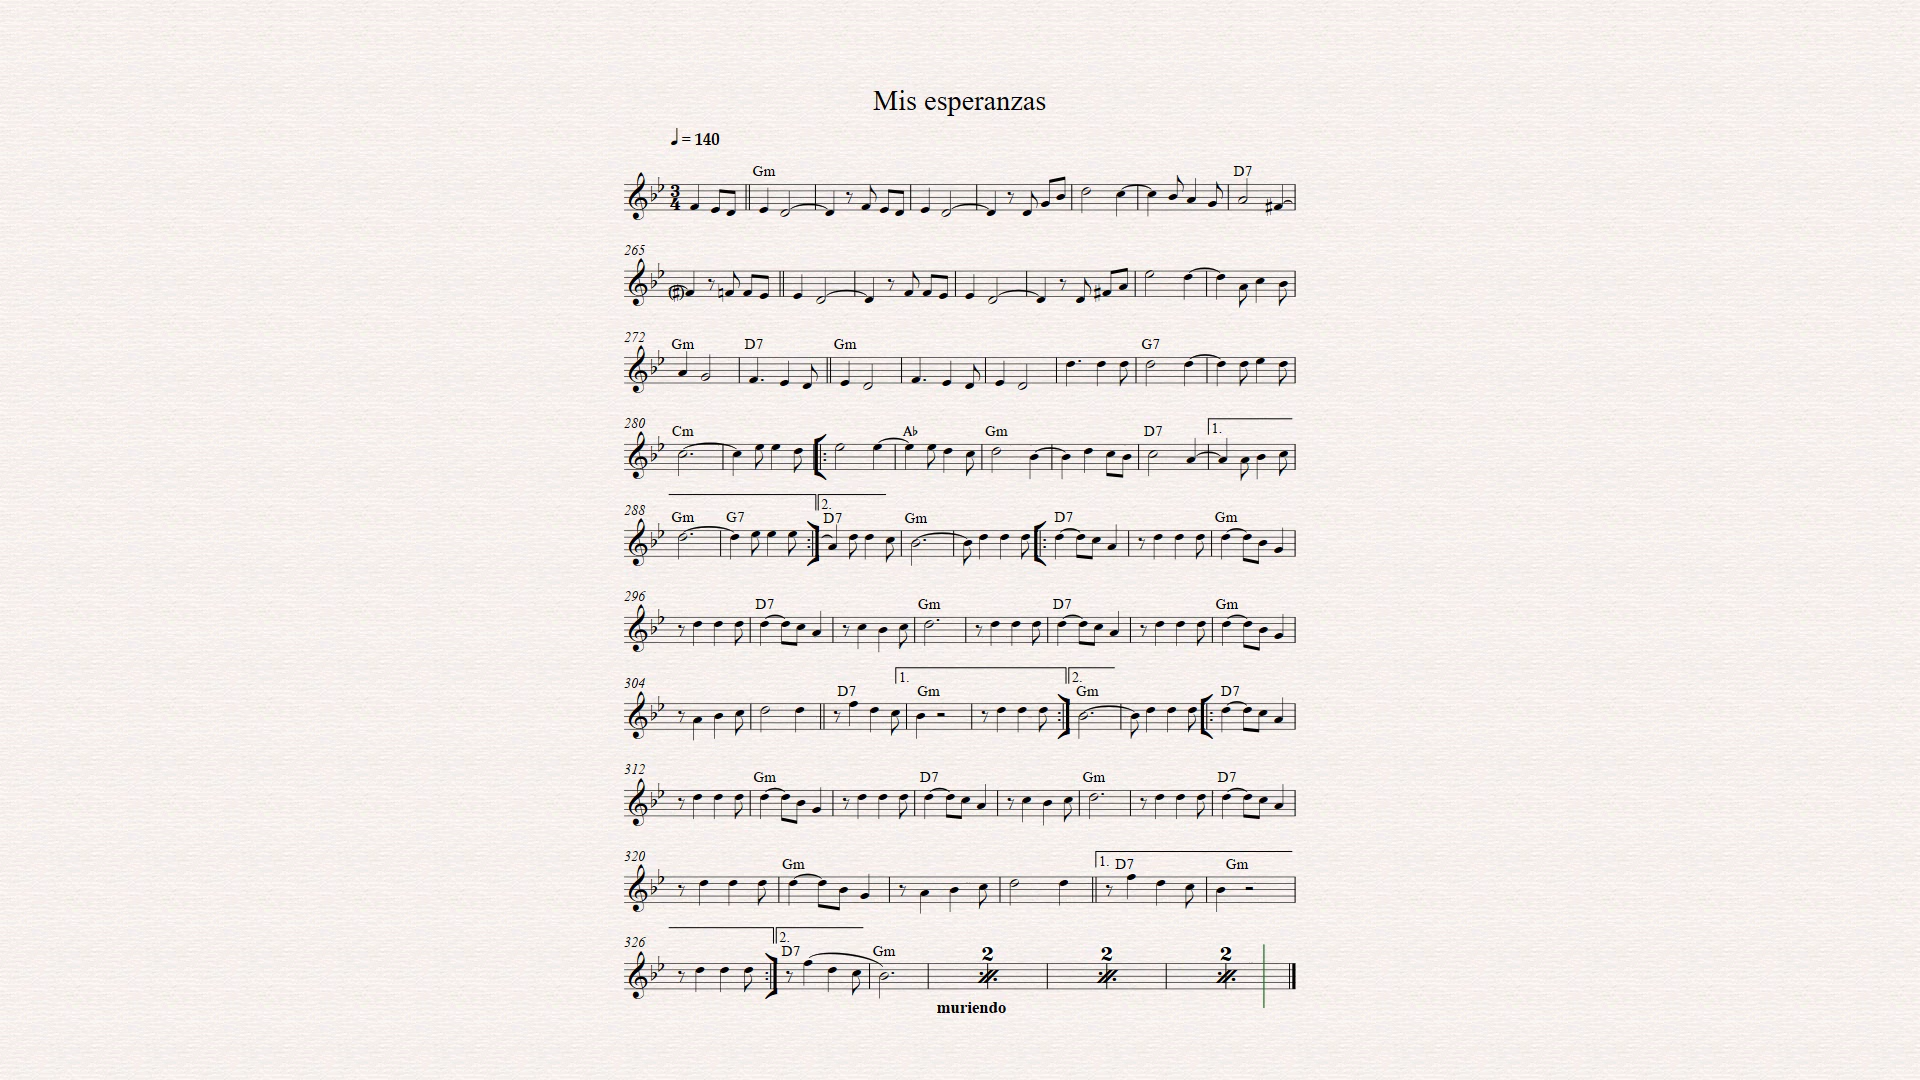 Mis esperanzas
♩ = 140
Gm D7
3 4
265
272 Gm D7 Gm G7
280 Cm A♭ Gm D7 1.
288 Gm G7 2. D7 Gm D7 Gm
296 D7 Gm D7 Gm
304 D7 1. Gm 2. Gm D7
312 Gm D7 Gm D7
320 Gm 1. D7 Gm
326 2. D7 Gm 2 2 2
muriendo